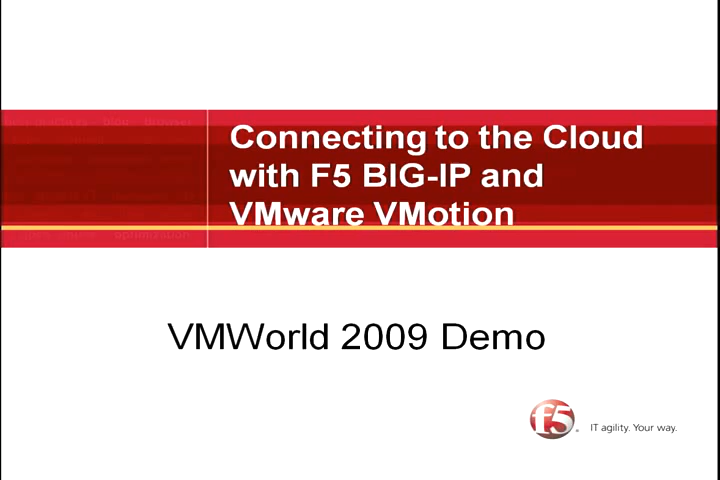 Connecting to the Cloud
with F5 BIG-IP and
VMware VMotion
VMWorld 2009 Demo
f5 IT agility. Your way.